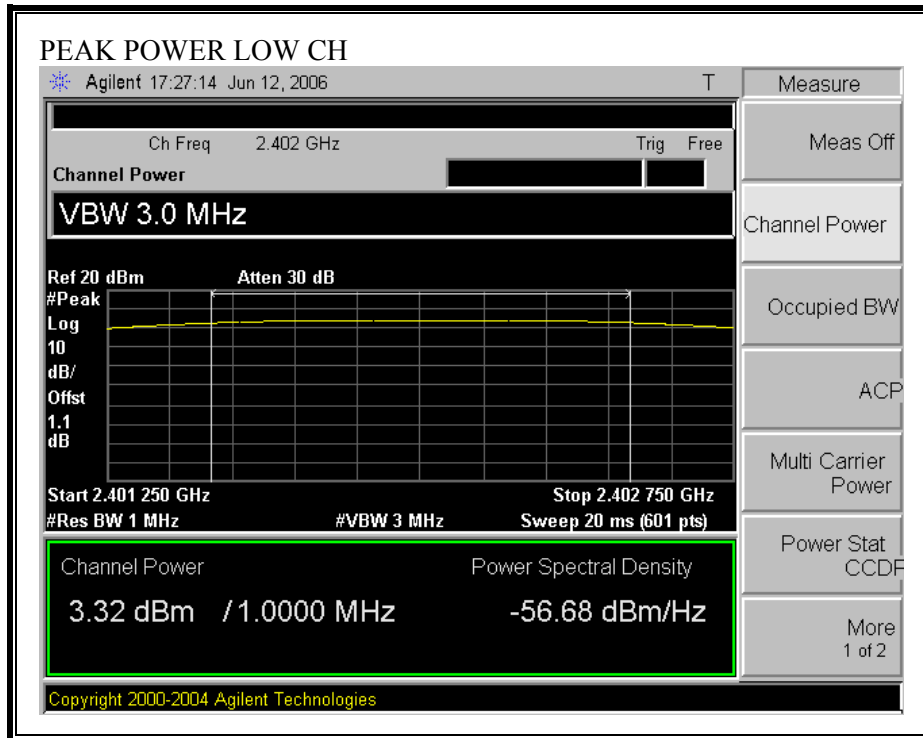 PEAK POWER LOW CH
Agilent 17:27:14 Jun 12, 2006 T
Measure
Ch Freq 2.402 GHz Trig Free
Channel Power
VBW 3.0 MHz
Ref 20 dBm Atten 30 dB
#Peak
Log
10
dB/
Offst
1.1
dB
Start 2.401 250 GHz Stop 2.402 750 GHz
#Res BW 1 MHz #VBW 3 MHz Sweep 20 ms (601 pts)
Channel Power Power Spectral Density
3.32 dBm / 1.0000 MHz -56.68 dBm/Hz
Copyright 2000-2004 Agilent Technologies
Meas Off
Channel Power
Occupied BW
ACP
Multi Carrier
Power
Power Stat
CCDF
More
1 of 2